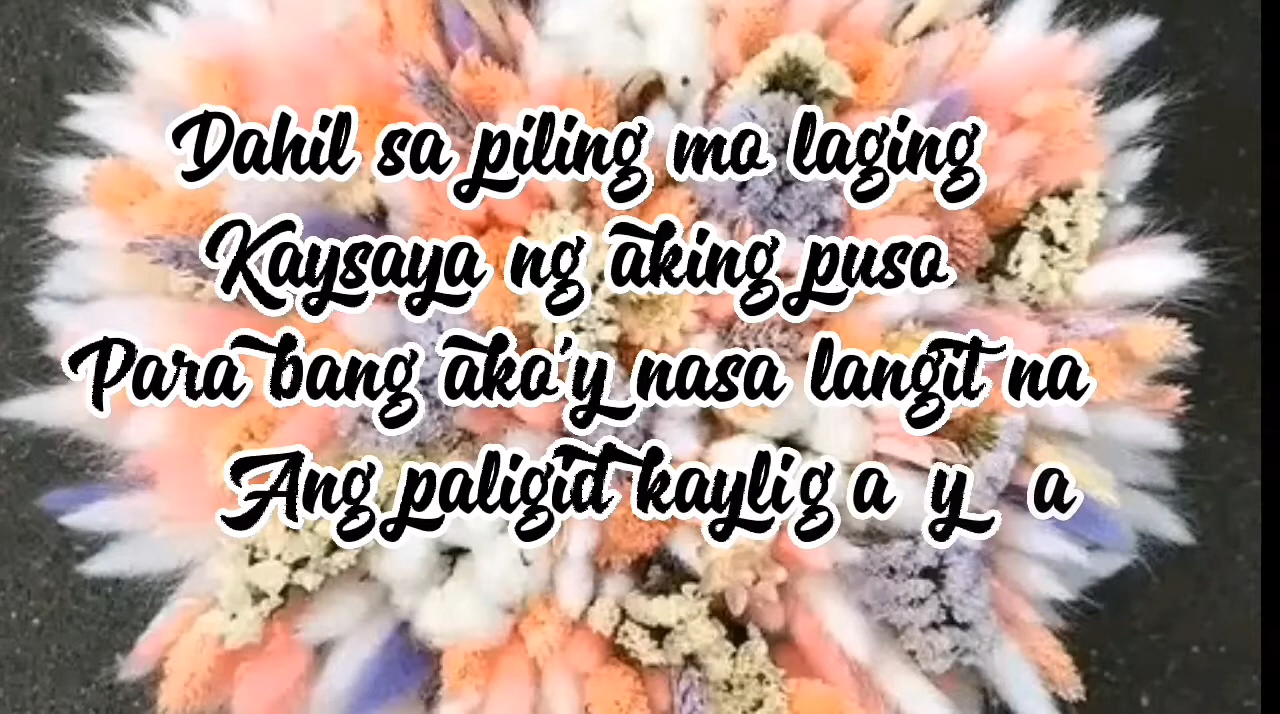 Dahil sa piling mo laging
Kaysaya ng aking puso
Para bang ako'y nasa langit na
Ang paligid kaylig a y a